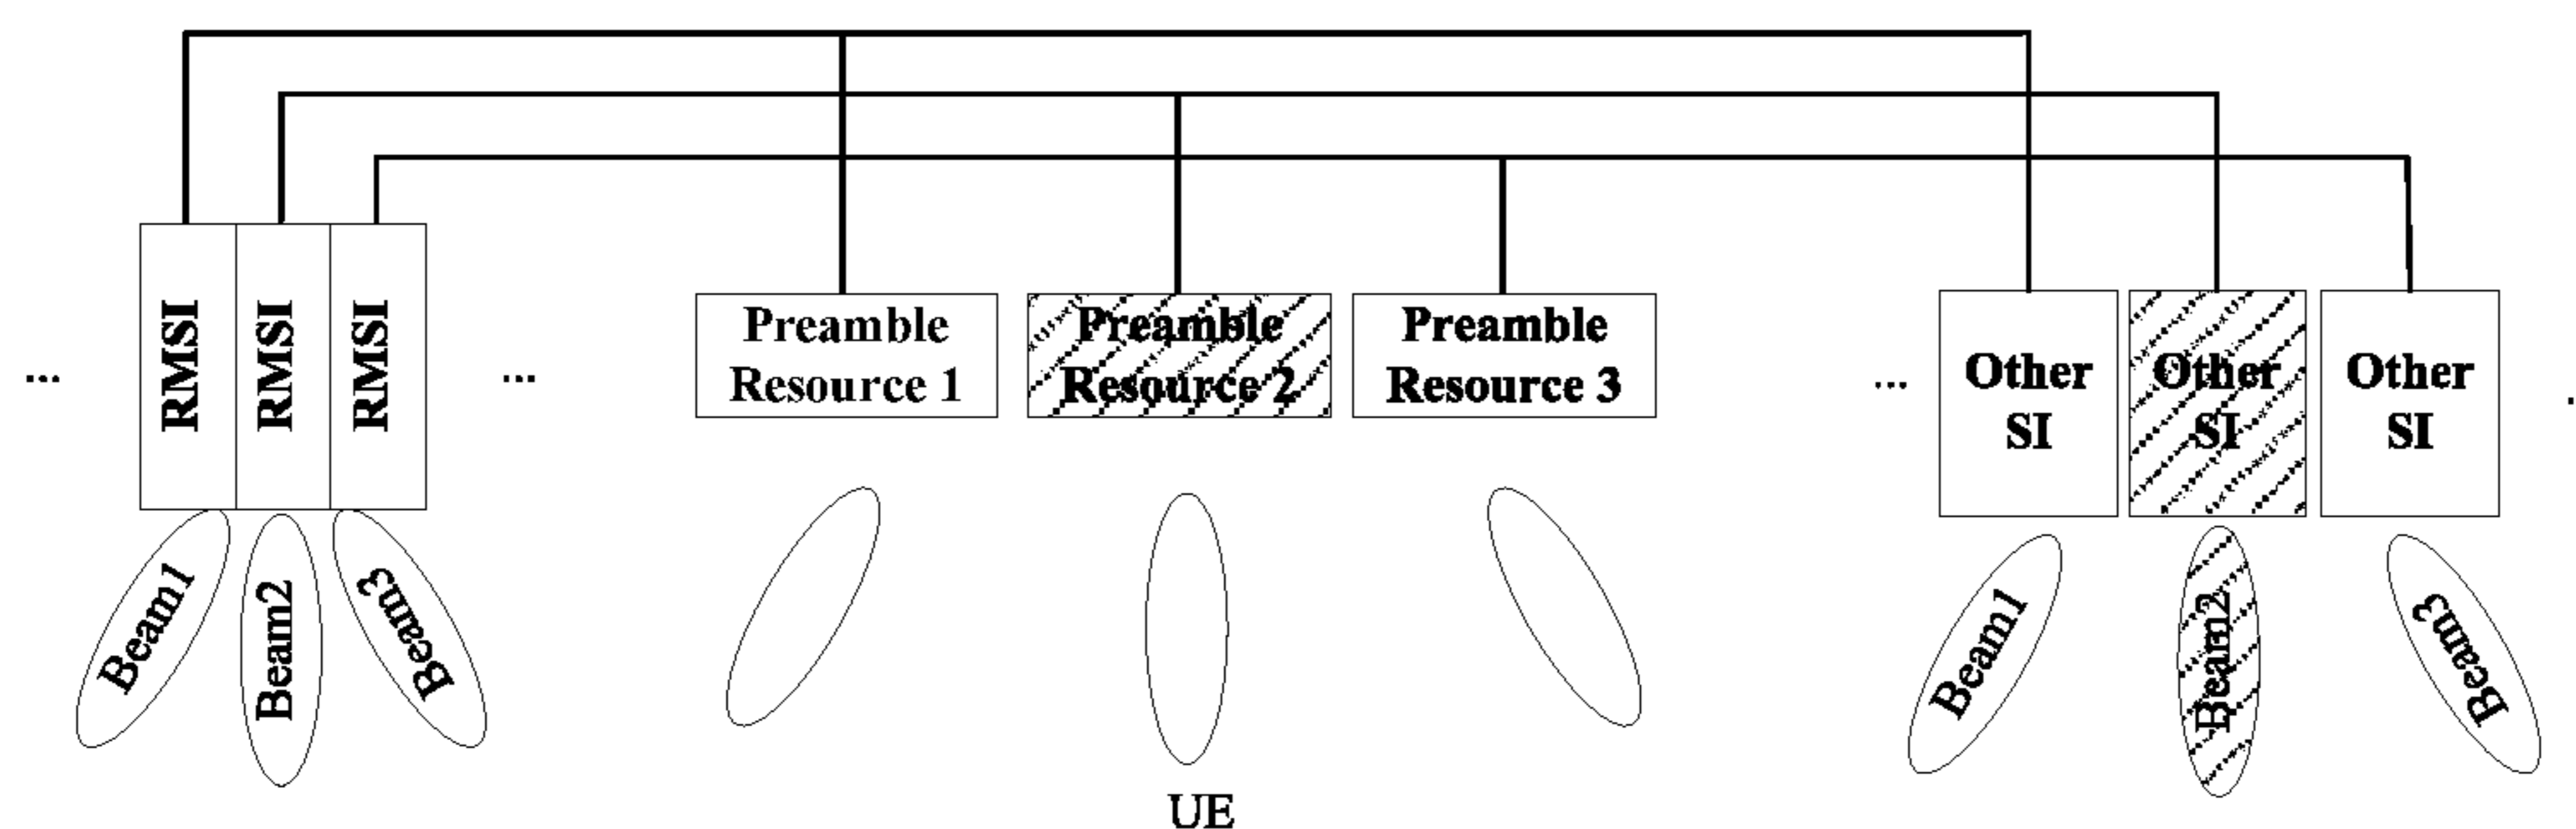 ... RMSI RMSI RMSI ... Preamble Resource 1 Preamble Resource 2 Preamble Resource 3 ... Other SI Other SI Other SI .
Beam1 Beam2 Beam3 Beam1 Beam2 Beam3
UE